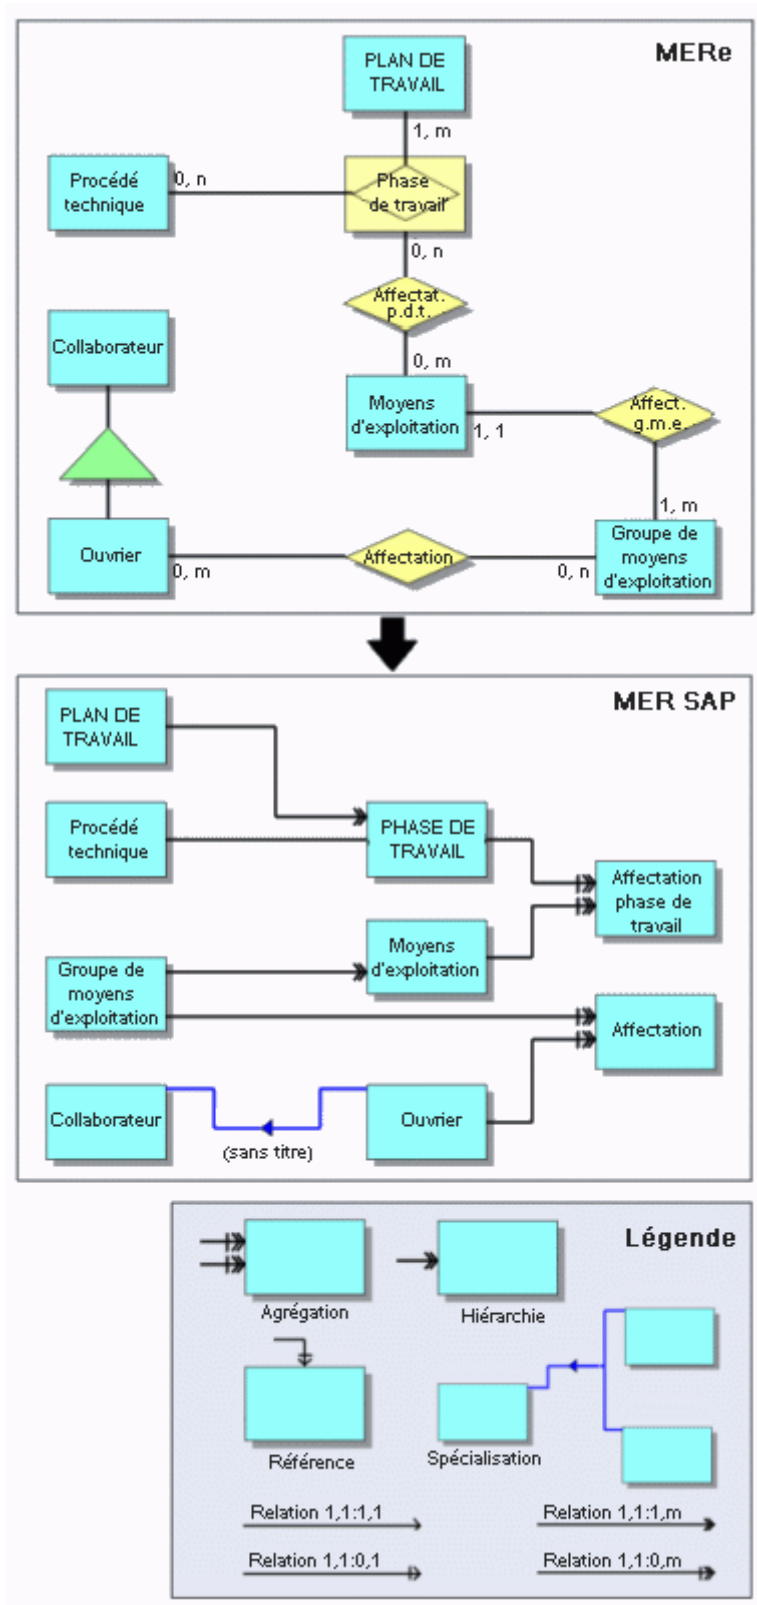 MERe
PLAN DE
TRAVAIL
1, m
Procédé
technique
0, n
Phase
de travail
0, n
Affectat.
p.d.t.
0, m
Collaborateur
Moyens
d'exploitation
1, 1
Affect.
g.m.e.
1, m
Ouvrier
0, m
Affectation
0, n
Groupe de
moyens
d'exploitation
MER SAP
PLAN DE
TRAVAIL
Procédé
technique
PHASE DE
TRAVAIL
Affectation
phase de
travail
Moyens
d'exploitation
Groupe de
moyens
d'exploitation
Affectation
Collaborateur
(sans titre)
Ouvrier
Légende
Agrégation
Hiérarchie
Référence
Spécialisation
Relation 1,1:1,1
Relation 1,1:1,m
Relation 1,1:0,1
Relation 1,1:0,m